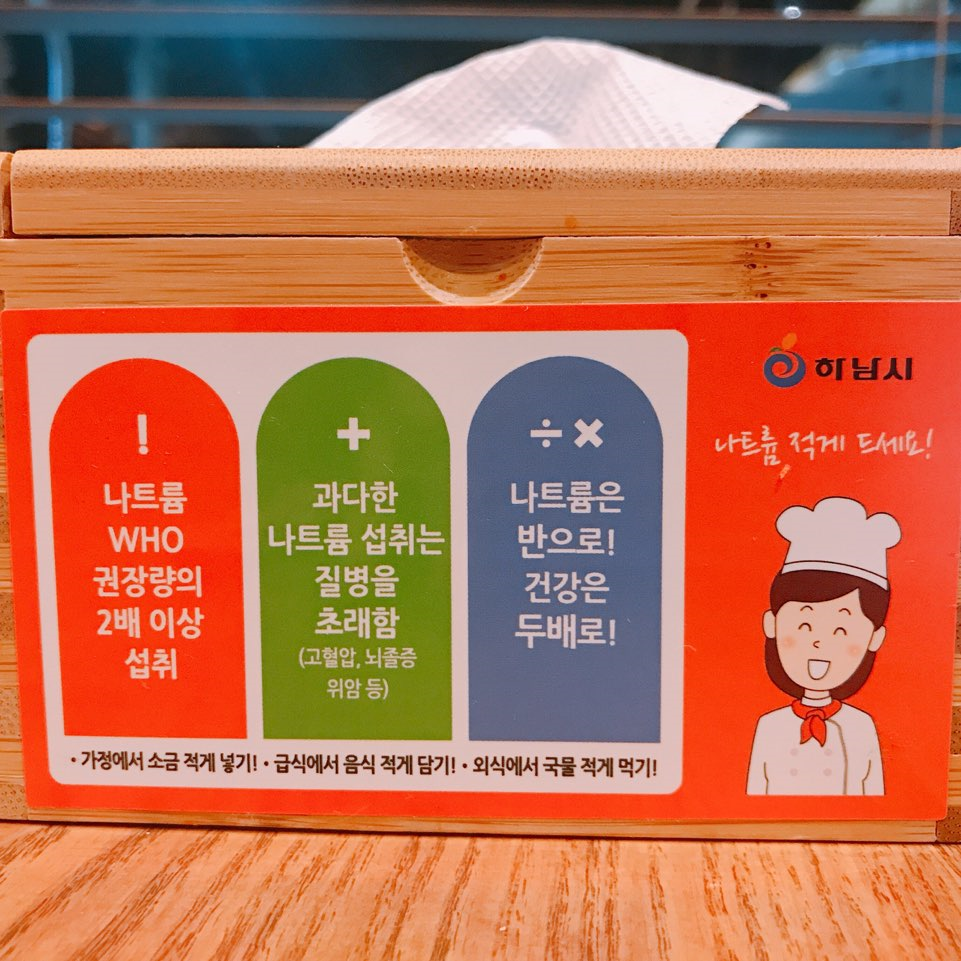 !
나트륨
WHO
권장량의
2배 이상
섭취
+
과다한
나트륨 섭취는
질병을
초래함
(고혈압, 뇌졸증
위암 등)
÷ ×
나트륨은
반으로!
건강은
두배로!
• 가정에서 소금 적게 넣기! • 급식에서 음식 적게 담기! • 외식에서 국물 적게 먹기!
하남시
나트륨 적게 드세요!